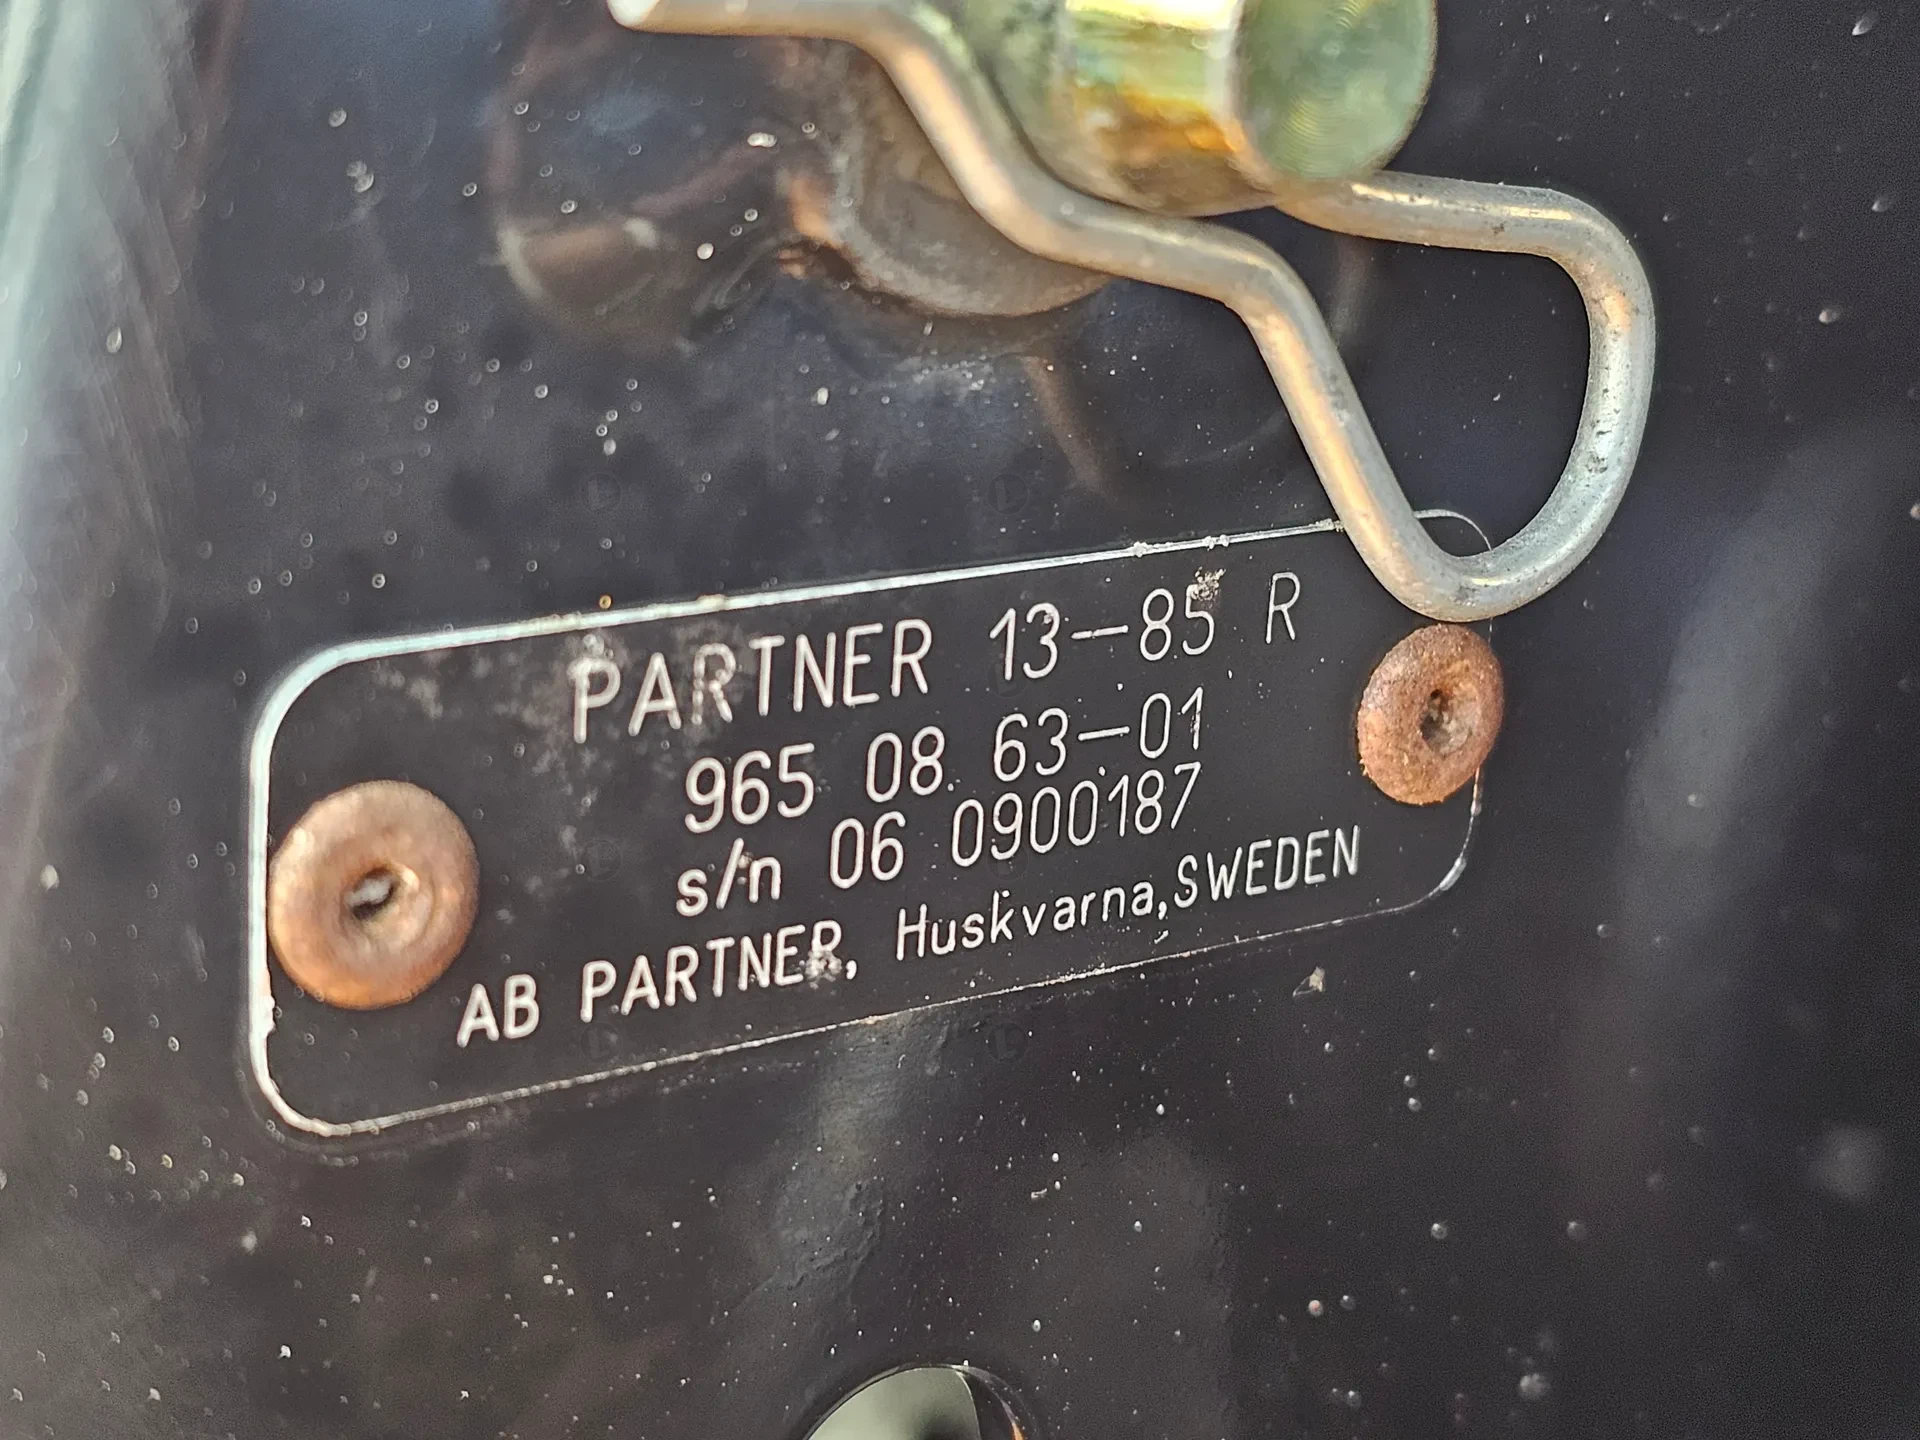 PARTNER 13-85 R
965 08 63-01
s/n 06 0900187
AB PARTNER, Huskvarna,SWEDEN